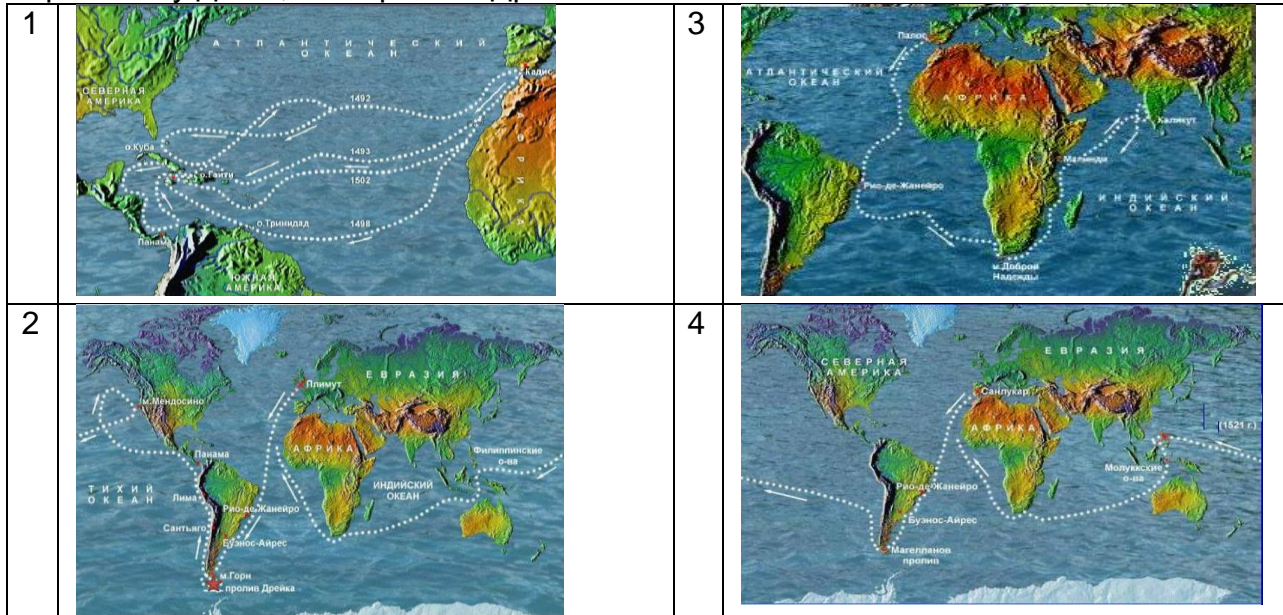 1
АТЛАНТИЧЕСКИЙ
ОКЕАН
Кадис
СЕВЕРНАЯ
АМЕРИКА
1492
АФРИКА
о.Куба
1493
о.Гаити
1502
о.Тринидад
1498
Панам
ЮЖНАЯ
АМЕРИКА
3
Палос
АТЛАНТИЧЕСКИЙ
ОКЕАН
АФРИКА
Каликут
Малинди
Рио-де-Жанейро
ИНДИЙСКИЙ
ОКЕАН
м.Доброй
Надежды
2
Плимут
ЕВРАЗИЯ
м.Мендосино
АФРИКА
Филиппинские
о-ва
Панама
ТИХИЙ
ОКЕАН
ИНДИЙСКИЙ
ОКЕАН
Лима
Рио-де-Жанейро
Сантьяго
Буэнос-Айрес
м.Горн
пролив Дрейка
4
СЕВЕРНАЯ
АМЕРИКА
ЕВРАЗИЯ
Санлукар
АФРИКА
(1521 г.)
Молуккские
о-ва
Рио-де-Жанейро
Буэнос-Айрес
Магелланов
пролив